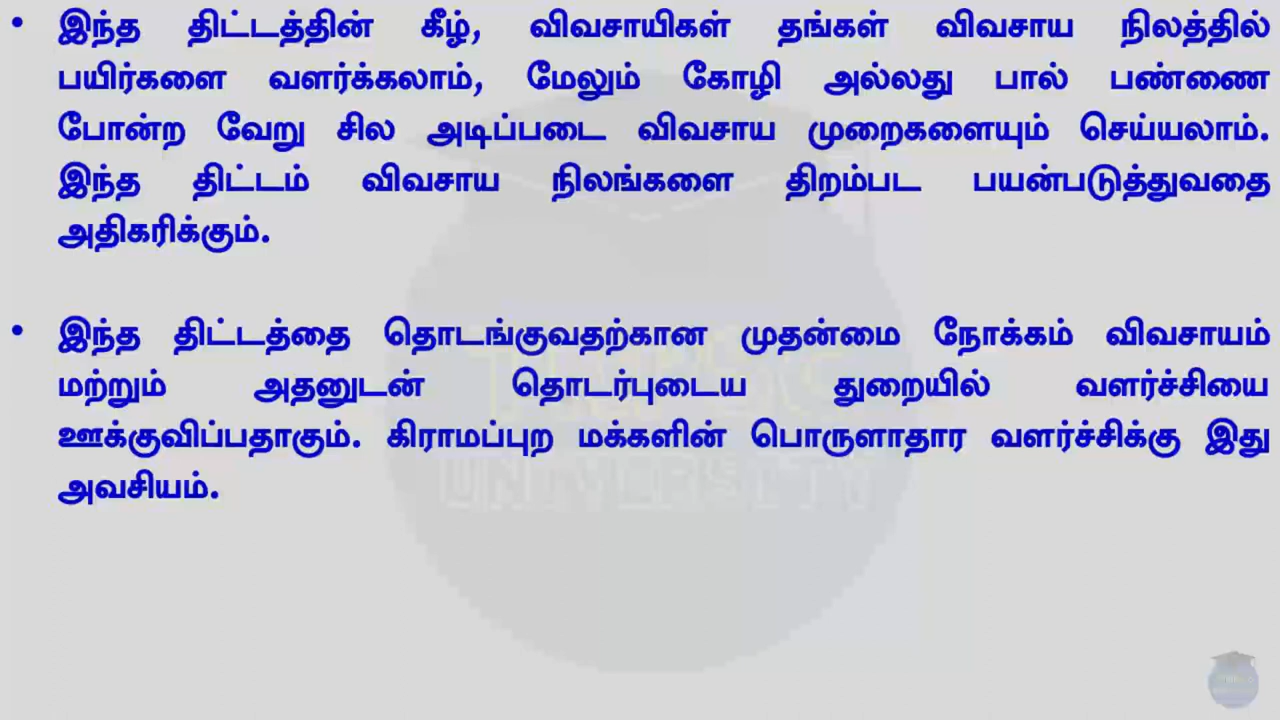 • இந்த திட்டத்தின் கீழ், விவசாயிகள் தங்கள் விவசாய நிலத்தில்
பயிர்களை வளர்க்கலாம், மேலும் கோழி அல்லது பால் பண்ணை
போன்ற வேறு சில அடிப்படை விவசாய முறைகளையும் செய்யலாம்.
இந்த திட்டம் விவசாய நிலங்களை திறம்பட பயன்படுத்துவதை
அதிகரிக்கும்.
• இந்த திட்டத்தை தொடங்குவதற்கான முதன்மை நோக்கம் விவசாயம்
மற்றும் அதனுடன் தொடர்புடைய துறையில் வளர்ச்சியை
ஊக்குவிப்பதாகும். கிராமப்புற மக்களின் பொருளாதார வளர்ச்சிக்கு இது
அவசியம்.
UNIVERSITY